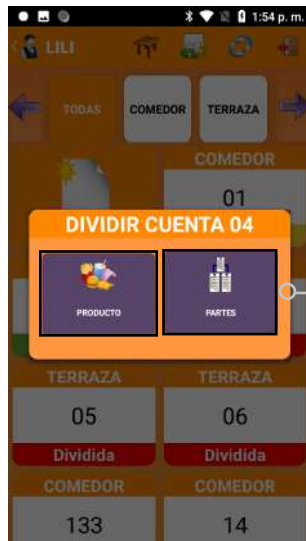 1:54 p. m.
LILI
TODAS
COMEDOR
TERRAZA
COMEDOR
01
DIVIDIR CUENTA 04
PRODUCTO
PARTES
TERRAZA
TERRAZA
05
06
Dividida
Dividida
COMEDOR
COMEDOR
133
14